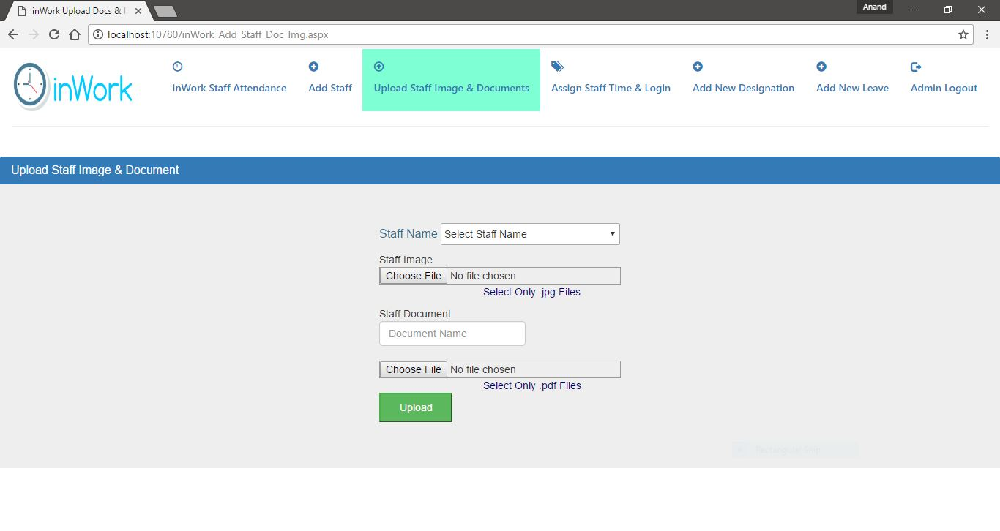 inWork Upload Docs & I
Anand
localhost:10780/inWork_Add_Staff_Doc_Img.aspx
inWork
inWork Staff Attendance
Add Staff
Upload Staff Image & Documents
Assign Staff Time & Login
Add New Designation
Add New Leave
Admin Logout
Upload Staff Image & Document
Staff Name Select Staff Name
Staff Image
Choose File No file chosen
Select Only .jpg Files
Staff Document
Document Name
Choose File No file chosen
Select Only .pdf Files
Upload
Rectangular Snip